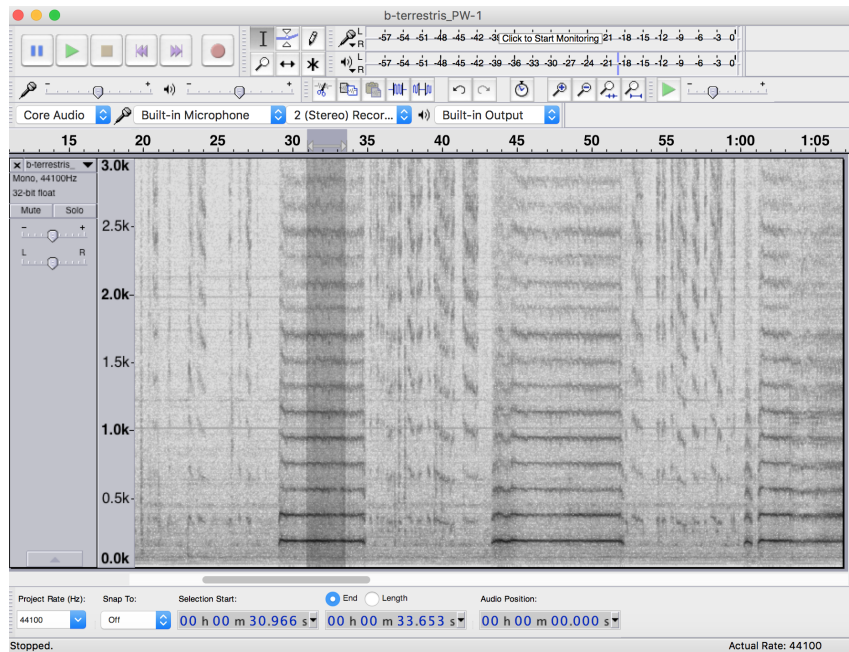 b-terrestris_PW-1
L
R
-57 -54 -51 -48 -45 -42 -3 Click to Start Monitoring 21 -18 -15 -12 -9 -6 -3 0
L
R
-57 -54 -51 -48 -45 -42 -39 -36 -33 -30 -27 -24 -21 -18 -15 -12 -9 -6 -3 0
- + - + - +
Core Audio Built-in Microphone 2 (Stereo) Recor... Built-in Output
15 20 25 30 35 40 45 50 55 1:00 1:05
x b-terrestris_ 3.0k
Mono, 44100Hz
32-bit float
Mute Solo
- + 2.5k-
L R
2.0k-
1.5k-
1.0k-
0.5k-
0.0k
Project Rate (Hz): Snap To: Selection Start: End Length Audio Position:
44100 Off 00 h 00 m 30.966 s 00 h 00 m 33.653 s 00 h 00 m 00.000 s
Stopped. Actual Rate: 44100